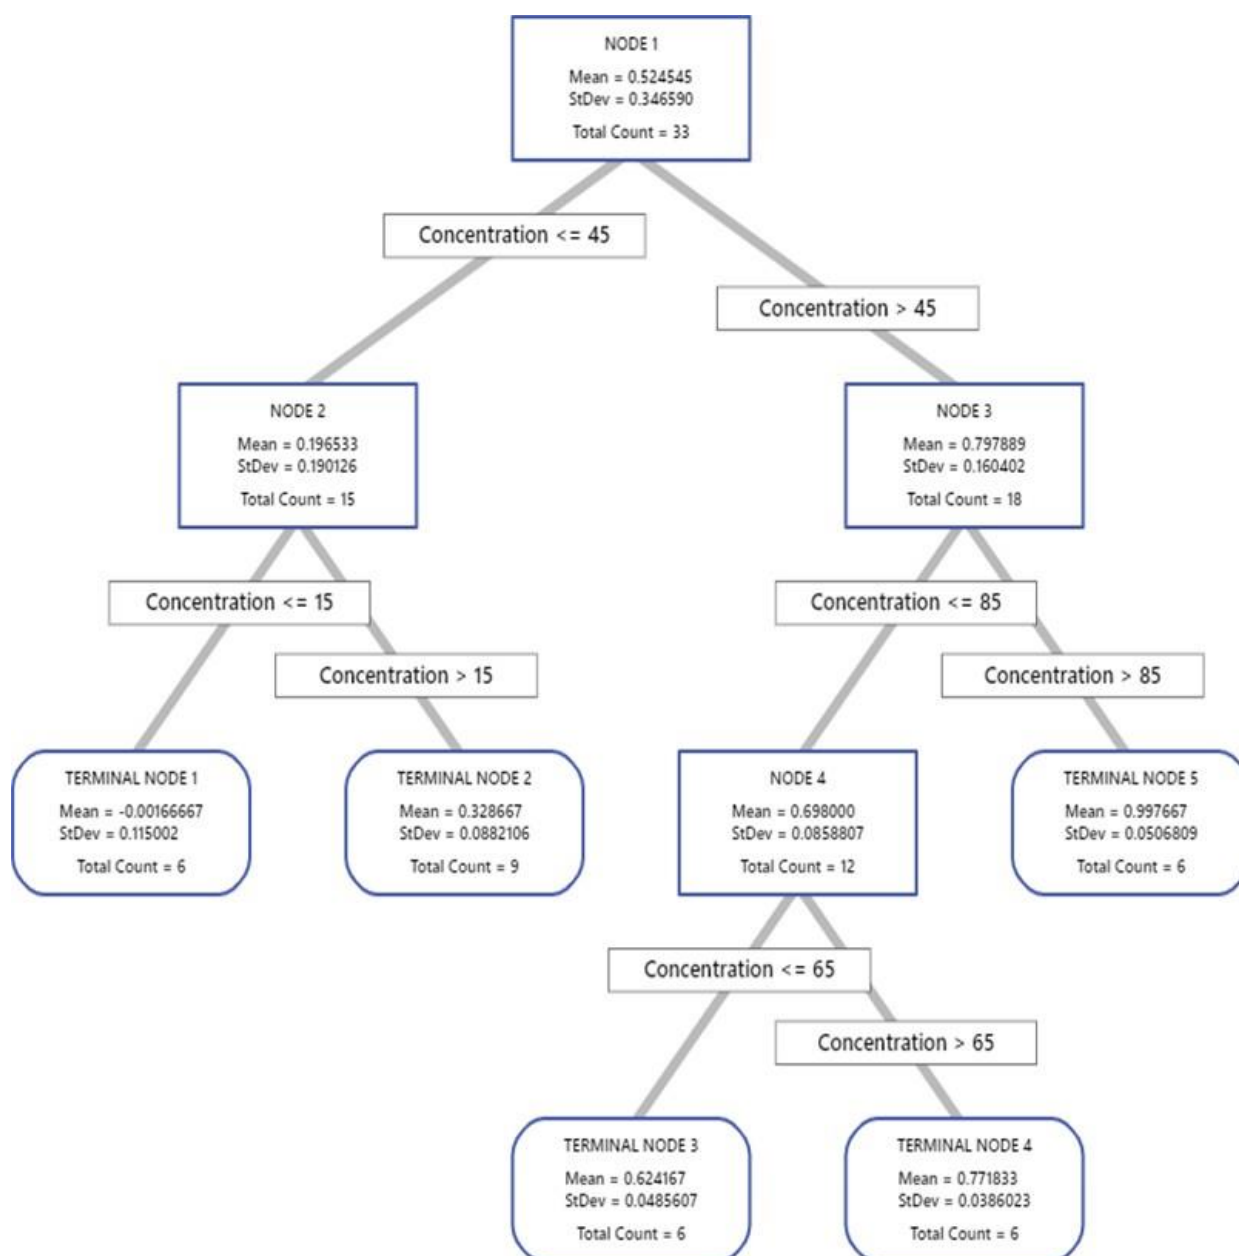 NODE 1
Mean = 0.524545
StDev = 0.346590
Total Count = 33
Concentration <= 45
Concentration > 45
NODE 2
Mean = 0.196533
StDev = 0.190126
Total Count = 15
NODE 3
Mean = 0.797889
StDev = 0.160402
Total Count = 18
Concentration <= 15
Concentration > 15
Concentration <= 85
Concentration > 85
TERMINAL NODE 1
Mean = -0.00166667
StDev = 0.115002
Total Count = 6
TERMINAL NODE 2
Mean = 0.328667
StDev = 0.0882106
Total Count = 9
NODE 4
Mean = 0.698000
StDev = 0.0858807
Total Count = 12
TERMINAL NODE 5
Mean = 0.997667
StDev = 0.0506809
Total Count = 6
Concentration <= 65
Concentration > 65
TERMINAL NODE 3
Mean = 0.624167
StDev = 0.0485607
Total Count = 6
TERMINAL NODE 4
Mean = 0.771833
StDev = 0.0386023
Total Count = 6